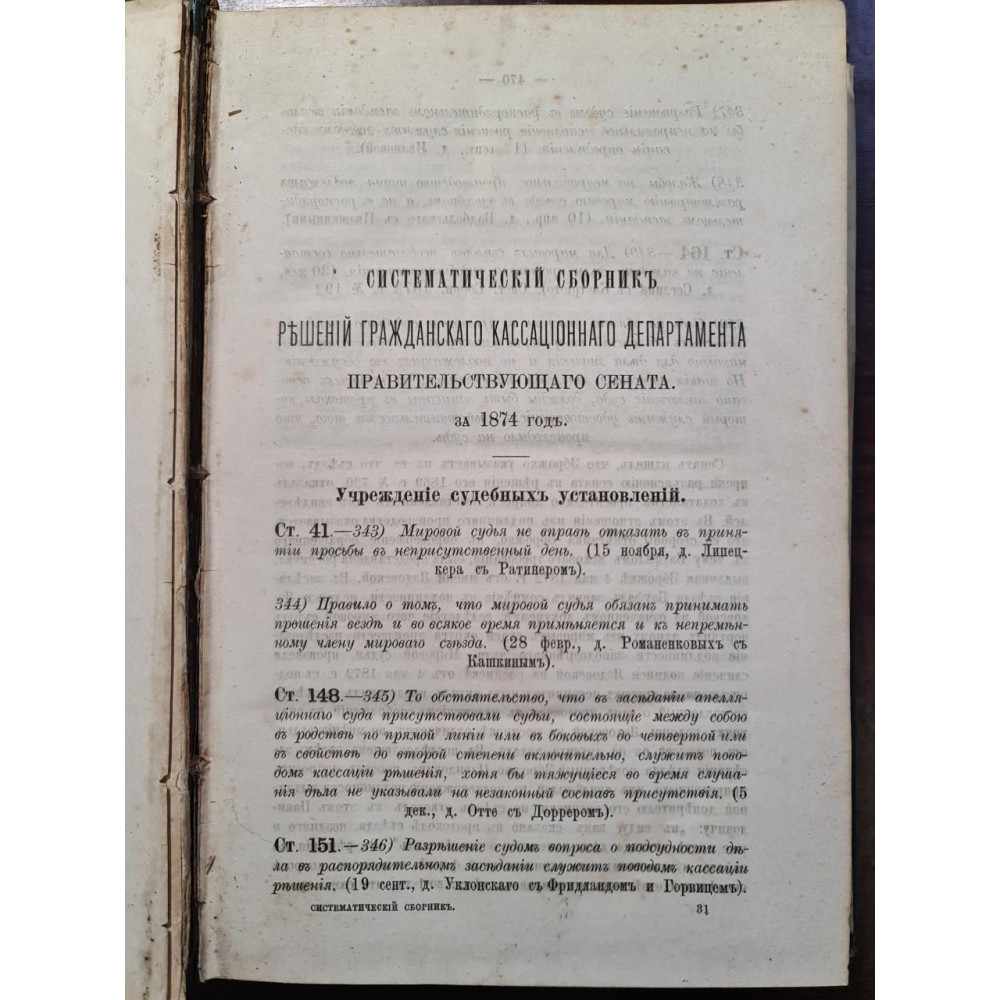 СИСТЕМАТИЧЕСКІЙ СБОРНИКЪ
РѢШЕНІЙ ГРАЖДАНСКАГО КАССАЦІОННАГО ДЕПАРТАМЕНТА
ПРАВИТЕЛЬСТВУЮЩАГО СЕНАТА.
ЗА 1874 ГОДЪ.
Учрежденіе судебныхъ установленій.
Ст. 41.—343) Мировой судья не вправѣ отказать въ приня-
тіи просьбы въ неприсутственный день. (15 ноября, д. Липец-
кера съ Ратинеромъ).
344) Правило о томъ, что мировой судья обязанъ принимать
прошенія вездѣ и во всякое время примѣняется и къ непремѣн-
ному члену мироваго съѣзда. (28 февр., д. Романенковыхъ съ
Кашкинымъ).
Ст. 148.—345) То обстоятельство, что въ засѣданіи апелля-
ціоннаго суда присутствовали судьи, состоящіе между собою
въ родствѣ по прямой линіи или въ боковыхъ до четвертой или
въ свойствѣ до второй степени включительно, служитъ пово-
домъ кассаціи рѣшенія, хотя бы тяжущіеся во время слуша-
нія дѣла не указывали на незаконный составъ присутствія. (5
дек., д. Отте съ Дорреромъ).
Ст. 151.—346) Разрѣшеніе судомъ вопроса о подсудности дѣ-
ла въ распорядительномъ засѣданіи служитъ поводомъ кассаціи
рѣшенія. (19 сент., д. Уклонскаго съ Фридландомъ и Горвицемъ).
СИСТЕМАТИЧЕСКІЙ СБОРНИКЪ. 31